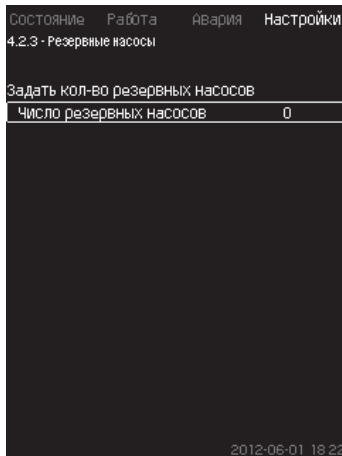 Состояние Работа Авария Настройки
4.2.3 - Резервные насосы
Задать кол-во резервных насосов
Число резервных насосов 0
2012-06-01 18:22